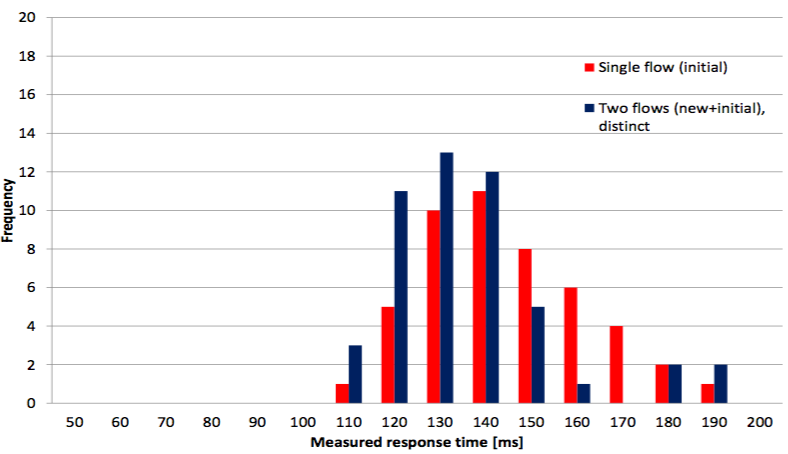 20
18
16
14
12
10
8
6
4
2
0
Frequency
Single flow (initial)
Two flows (new+initial),
distinct
50 60 70 80 90 100 110 120 130 140 150 160 170 180 190 200
Measured response time [ms]